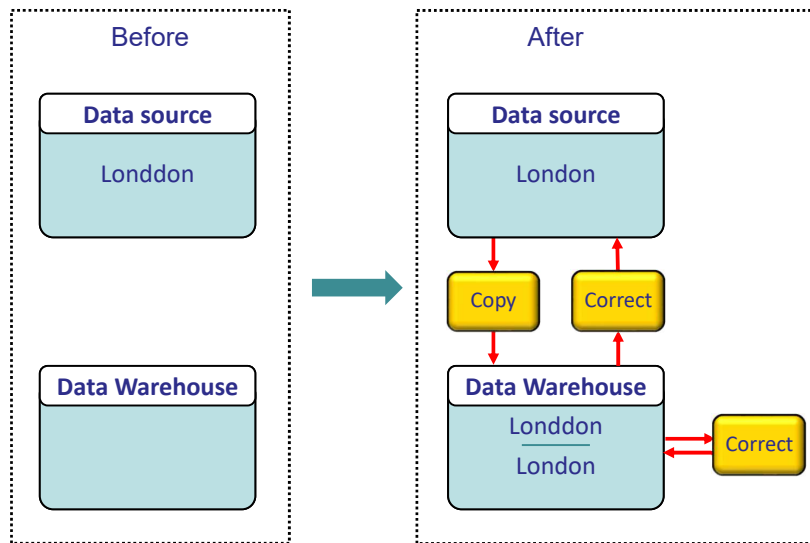 Before
Data source
Londdon
Data Warehouse
After
Data source
London
Copy
Correct
Data Warehouse
Londdon
London
Correct